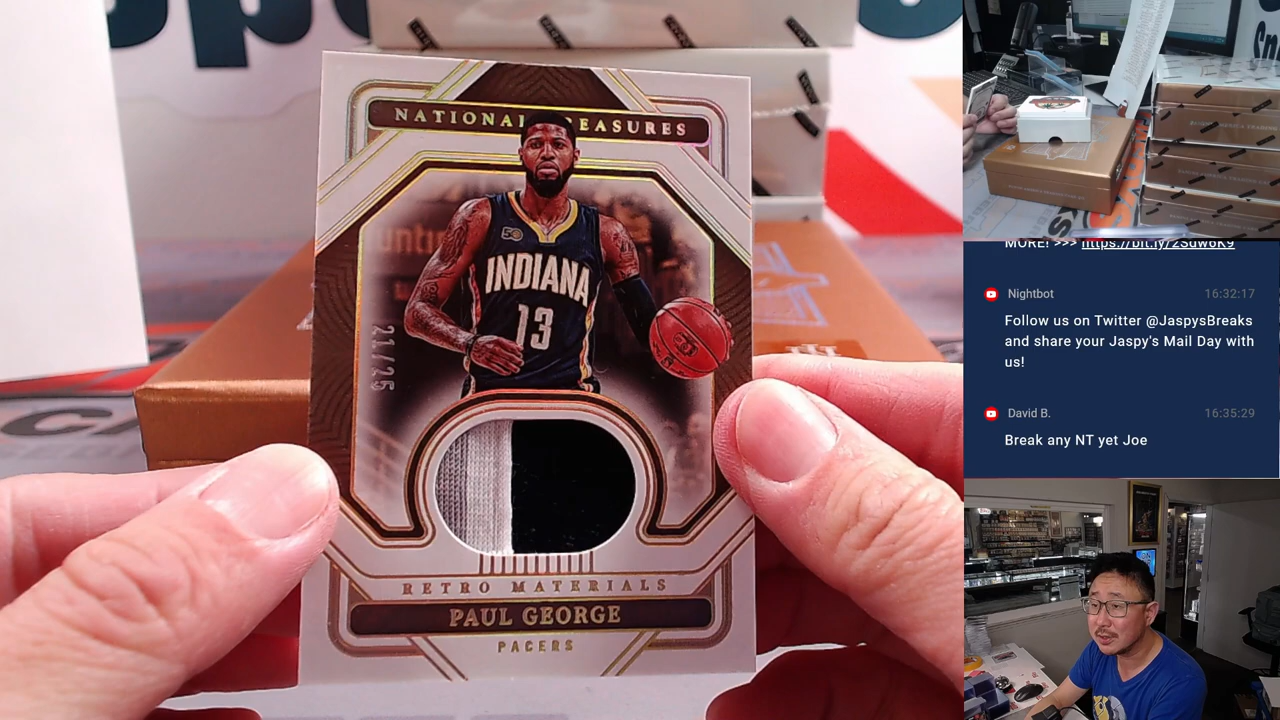 NATIONAL TREASURES
50
INDIANA
13
21/25
RETRO MATERIALS
PAUL GEORGE
PACERS
MORE! >>> https://bit.ly/2Sdw6K9
Nightbot 16:32:17
Follow us on Twitter @JaspysBreaks
and share your Jaspy's Mail Day with
us!
David B. 16:35:29
Break any NT yet Joe